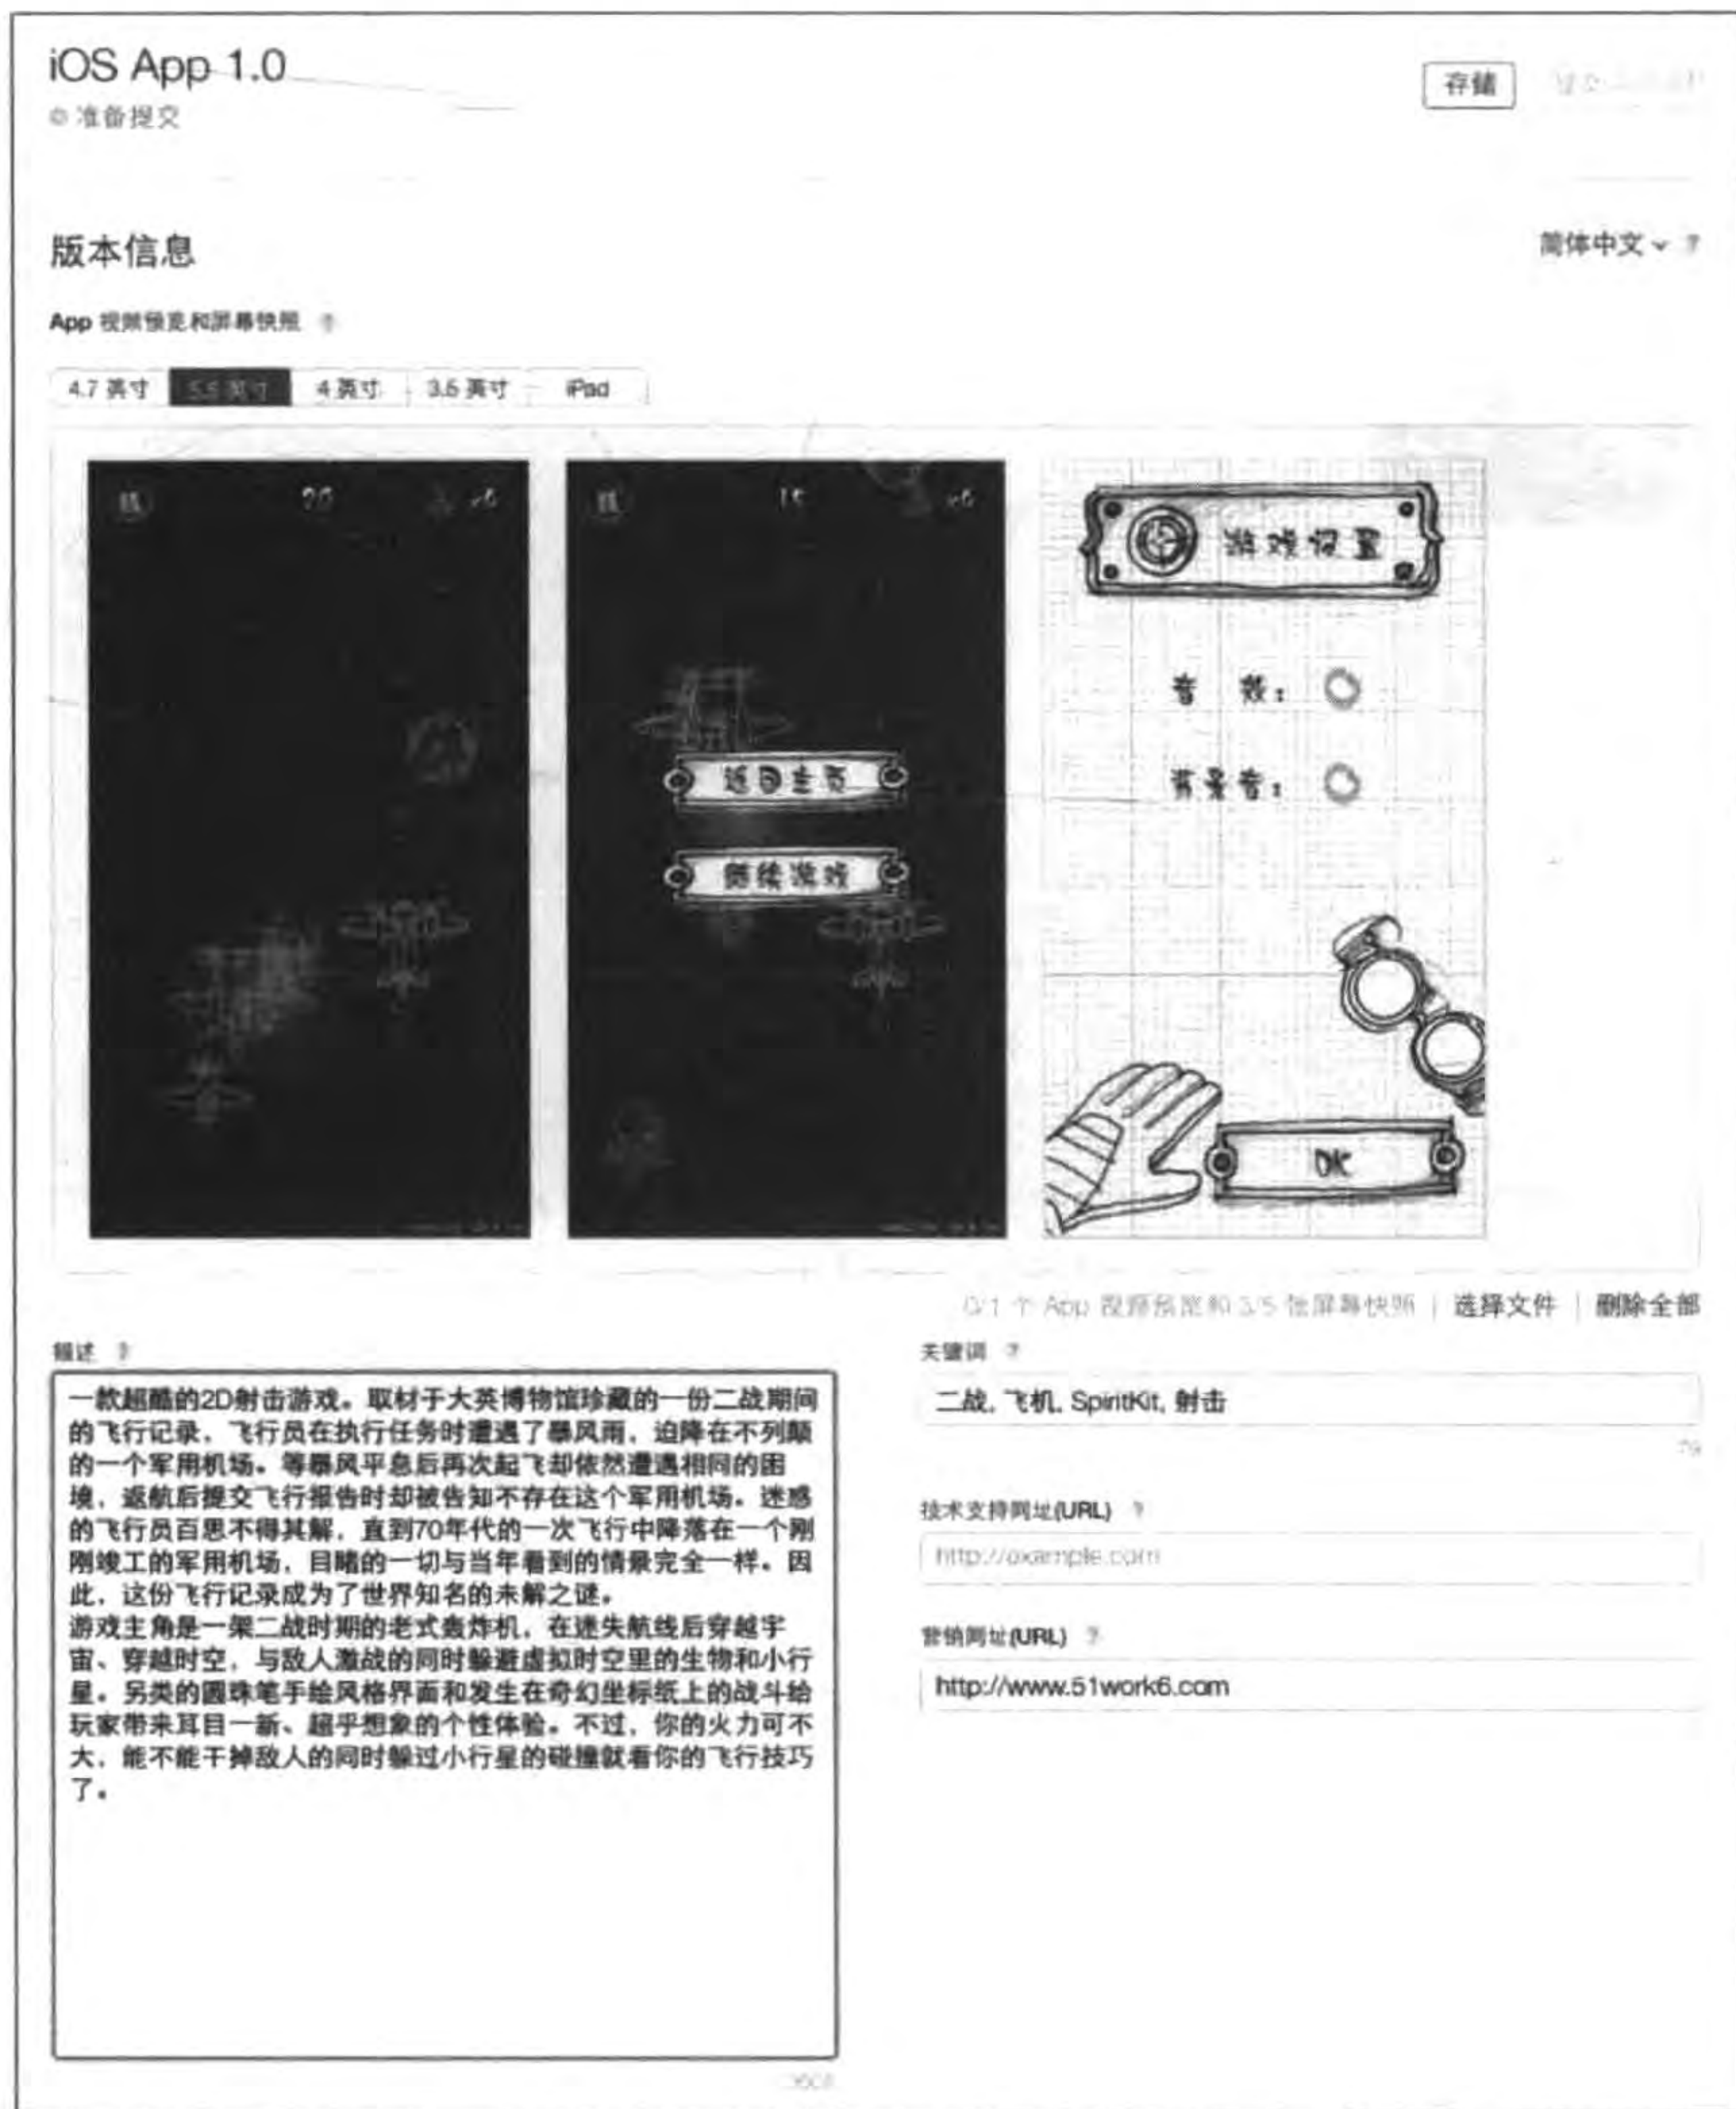 iOS App 1.0
准备提交
存储
版本信息
简体中文 ?
App 视频预览和屏幕快照 ?
4.7 英寸
5.5 英寸
4 英寸
3.5 英寸
iPad
游戏设置
音 效：
背景音：
返回主页
继续游戏
OK
0/1 个 App 视频预览和 3/5 张屏幕快照 | 选择文件 | 删除全部
描述 ?
一款超酷的2D射击游戏。取材于大英博物馆珍藏的一份二战期间
的飞行记录，飞行员在执行任务时遭遇了暴风雨，迫降在不列颠
的一个军用机场。等暴风平息后再次起飞却依然遭遇相同的困
境，返航后提交飞行报告时却被告知不存在这个军用机场。迷惑
的飞行员百思不得其解，直到70年代的一次飞行中降落在一个刚
刚竣工的军用机场，目睹的一切与当年看到的情景完全一样。因
此，这份飞行记录成为了世界知名的未解之谜。
游戏主角是一架二战时期的老式轰炸机，在迷失航线后穿越宇
宙、穿越时空，与敌人激战的同时躲避虚拟时空里的生物和小行
星。另类的圆珠笔手绘风格界面和发生在奇幻坐标纸上的战斗给
玩家带来耳目一新、超乎想象的个性体验。不过，你的火力可不
大，能不能干掉敌人的同时躲过小行星的碰撞就看你的飞行技巧
了。
关键词 ?
二战, 飞机, SpiritKit, 射击
技术支持网址(URL) ?
http://example.com
营销网址(URL) ?
http://www.51work6.com